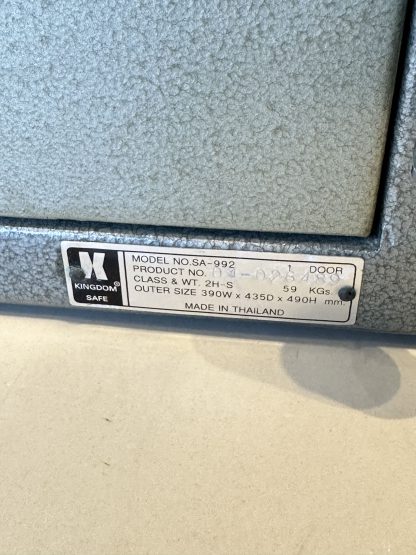 MODEL NO.SA-992 1 DOOR
PRODUCT NO.
CLASS & WT. 2H-S 59 KGs.
OUTER SIZE 390W x 435D x 490H mm.
MADE IN THAILAND
KINGDOM®
SAFE